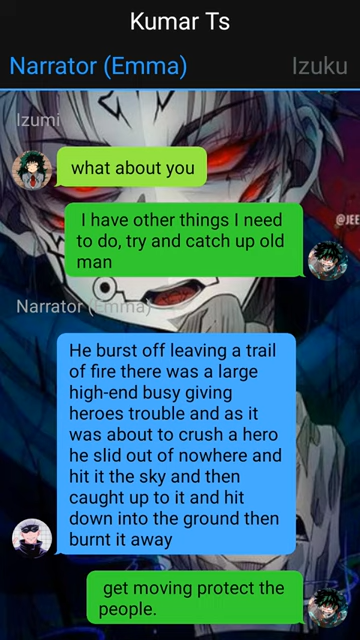 Kumar Ts
Narrator (Emma) Izuku
Izumi
what about you
@JEE
I have other things I need
to do, try and catch up old
man
Narrator (Emma)
He burst off leaving a trail
of fire there was a large
high-end busy giving
heroes trouble and as it
was about to crush a hero
he slid out of nowhere and
hit it the sky and then
caught up to it and hit
down into the ground then
burnt it away
get moving protect the
people.